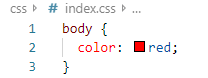 css > # index.css > ...
1 body {
2 color: red;
3 }